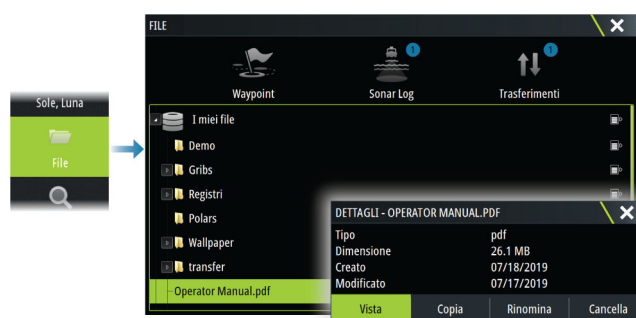 FILE
1
1
Waypoint
Sonar Log
Trasferimenti
Sole, Luna
File
I miei file
Demo
Gribs
Registri
Polars
Wallpaper
transfer
Operator Manual.pdf
DETTAGLI - OPERATOR MANUAL.PDF
Tipo pdf
Dimensione 26.1 MB
Creato 07/18/2019
Modificato 07/17/2019
Vista Copia Rinomina Cancella